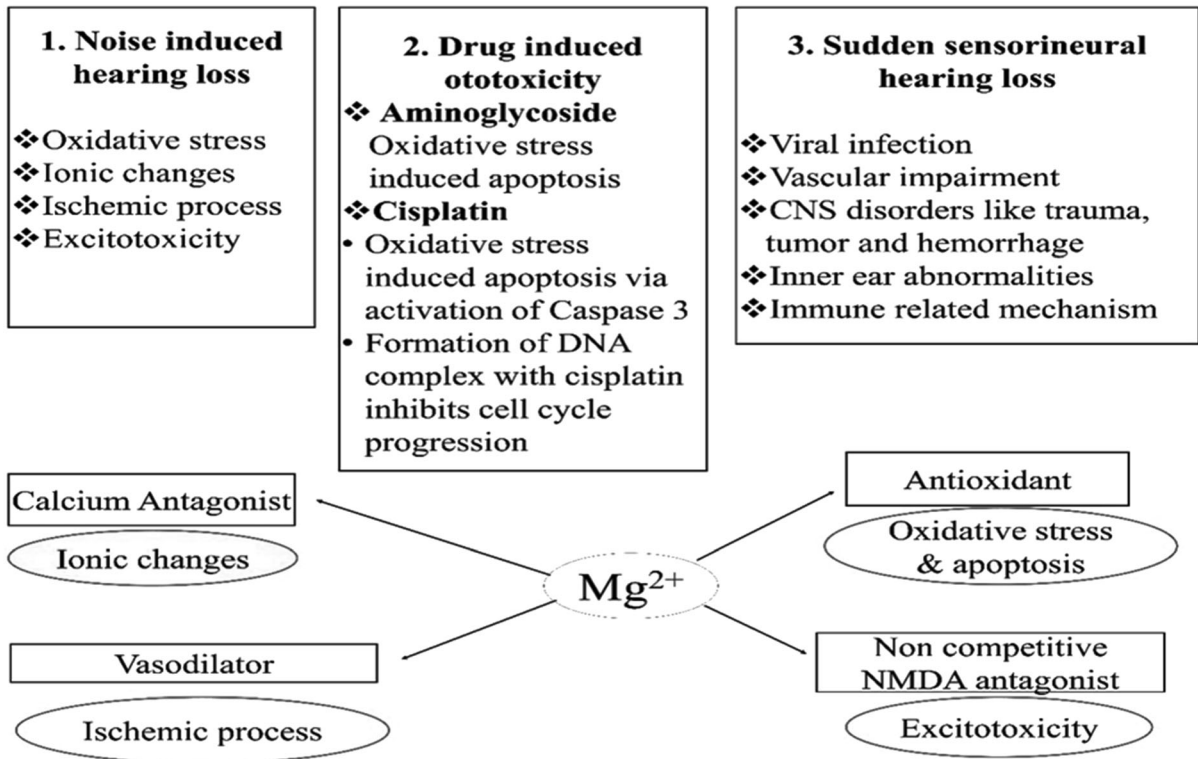 1. Noise induced
hearing loss
❖Oxidative stress
❖Ionic changes
❖Ischemic process
❖Excitotoxicity
2. Drug induced
ototoxicity
❖ Aminoglycoside
Oxidative stress
induced apoptosis
❖Cisplatin
• Oxidative stress
induced apoptosis via
activation of Caspase 3
• Formation of DNA
complex with cisplatin
inhibits cell cycle
progression
3. Sudden sensorineural
hearing loss
❖Viral infection
❖Vascular impairment
❖CNS disorders like trauma,
tumor and hemorrhage
❖Inner ear abnormalities
❖Immune related mechanism
Calcium Antagonist
Ionic changes
Antioxidant
Oxidative stress
& apoptosis
Mg²⁺
Vasodilator
Ischemic process
Non competitive
NMDA antagonist
Excitotoxicity